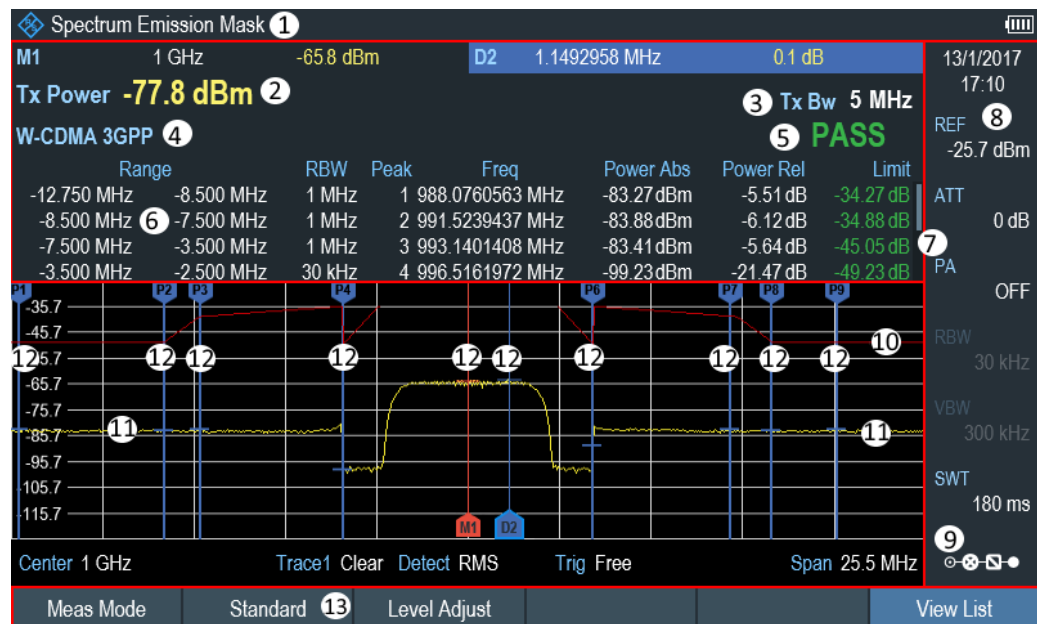 Spectrum Emission Mask 1
M1 1 GHz -65.8 dBm D2 1.1492958 MHz 0.1 dB
Tx Power -77.8 dBm 2
3 Tx Bw 5 MHz
W-CDMA 3GPP 4
5 PASS
Range RBW Peak Freq Power Abs Power Rel Limit
-12.750 MHz -8.500 MHz 1 MHz 1 988.0760563 MHz -83.27 dBm -5.51 dB -34.27 dB
-8.500 MHz 6 -7.500 MHz 1 MHz 2 991.5239437 MHz -83.88 dBm -6.12 dB -34.88 dB
-7.500 MHz -3.500 MHz 1 MHz 3 993.1401408 MHz -83.41 dBm -5.64 dB -45.05 dB 7
-3.500 MHz -2.500 MHz 30 kHz 4 996.5161972 MHz -99.23 dBm -21.47 dB -49.23 dB
P1 P2 P3 P4 P6 P7 P8 P9
-35.7
-45.7
10
12 12 12 12 12 12 12 12 12 12
-65.7
-75.7
-85.7 11 11
-95.7
-105.7
-115.7
M1 D2
Center 1 GHz Trace1 Clear Detect RMS Trig Free Span 25.5 MHz
13/1/2017
17:10
REF 8
-25.7 dBm
ATT
0 dB
PA
OFF
RBW
30 kHz
VBW
300 kHz
SWT
180 ms
9
Meas Mode Standard 13 Level Adjust View List